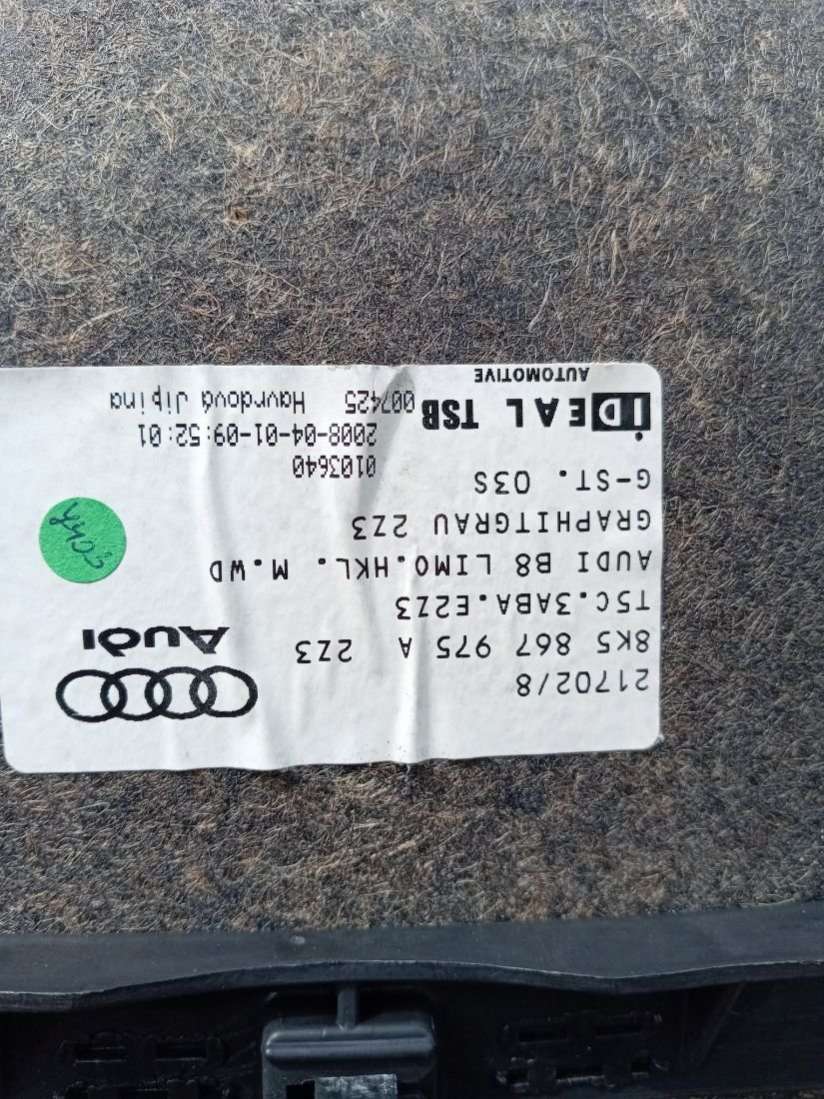 21702/8
8K5 867 975 A 2Z3
T5C.3ABA.E2Z3
AUDI B8 LIMO.HKL. M.WD
GRAPHITGRAU 2Z3
G-ST. 03S
0103640
2008-04-01-09:52:01
007425 Havrdová Jiřina
iDEAL TSB
AUTOMOTIVE
AUDI